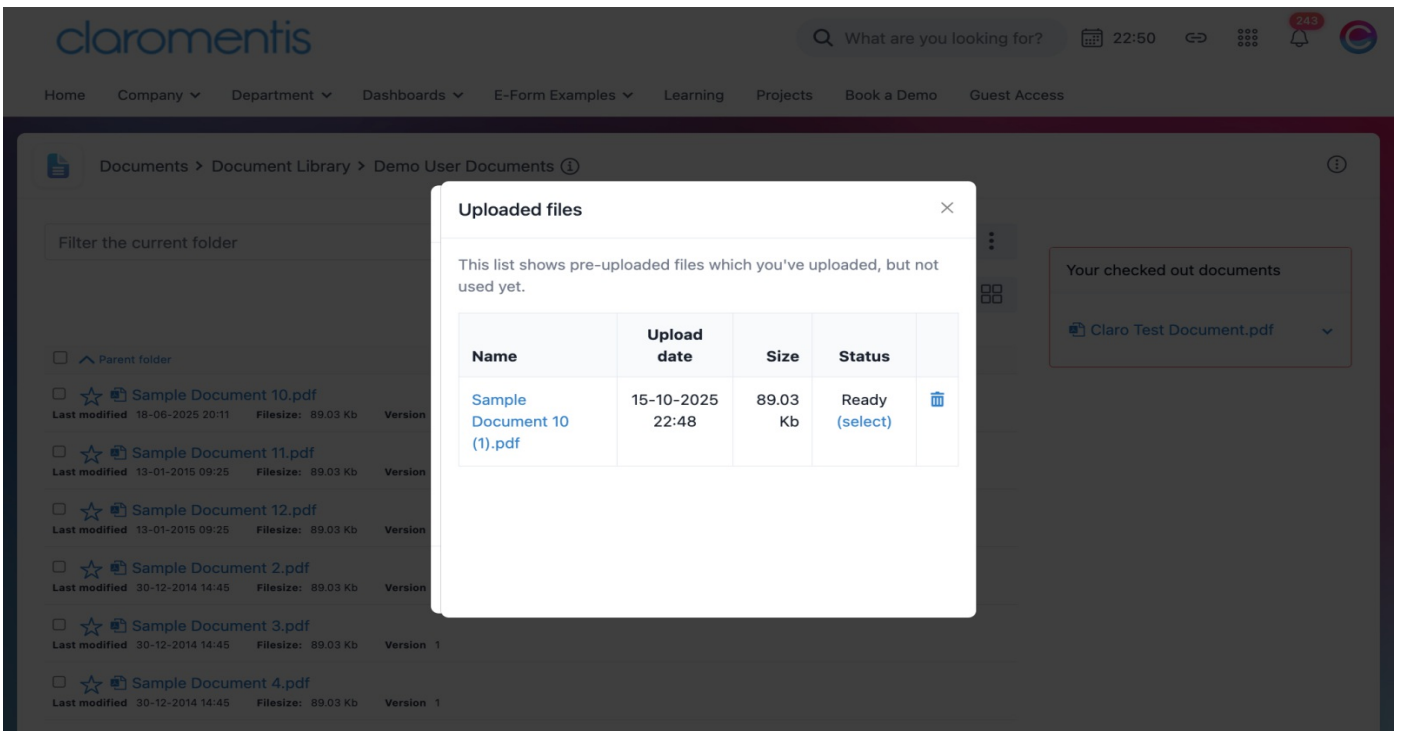 claromentis
What are you looking for?
22:50
243
Home Company Department Dashboards E-Form Examples Learning Projects Book a Demo Guest Access
Documents > Document Library > Demo User Documents
Filter the current folder
Parent folder
Sample Document 10.pdf
Last modified 18-06-2025 20:11 Filesize: 89.03 Kb Version
Sample Document 11.pdf
Last modified 13-01-2015 09:25 Filesize: 89.03 Kb Version
Sample Document 12.pdf
Last modified 13-01-2015 09:25 Filesize: 89.03 Kb Version
Sample Document 2.pdf
Last modified 30-12-2014 14:45 Filesize: 89.03 Kb Version
Sample Document 3.pdf
Last modified 30-12-2014 14:45 Filesize: 89.03 Kb Version 1
Sample Document 4.pdf
Last modified 30-12-2014 14:45 Filesize: 89.03 Kb Version 1
Uploaded files
This list shows pre-uploaded files which you've uploaded, but not
used yet.
Name Upload date Size Status
Sample 15-10-2025 89.03 Ready
Document 10 22:48 Kb (select)
(1).pdf
Your checked out documents
Claro Test Document.pdf